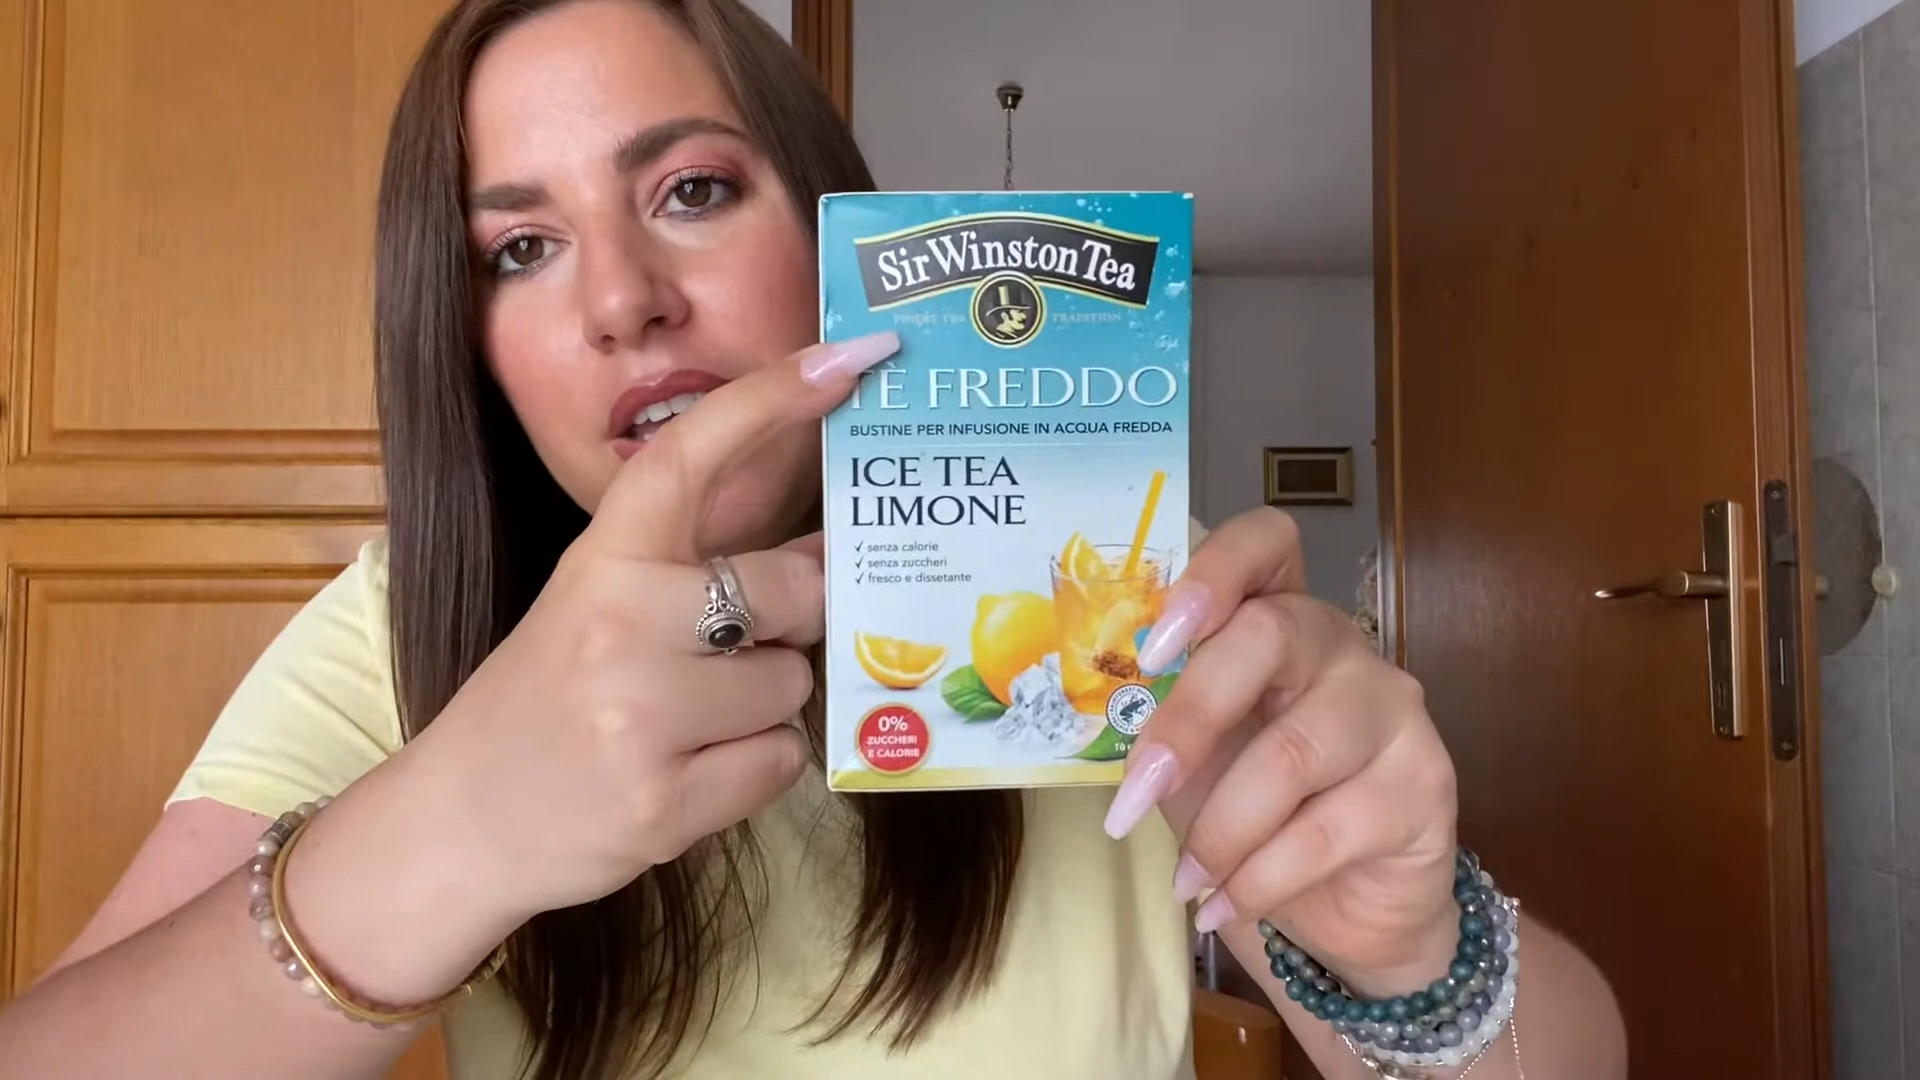 Sir Winston Tea
TRADITION
TÈ FREDDO
BUSTINE PER INFUSIONE IN ACQUA FREDDA
ICE TEA
LIMONE
✓ senza calorie
✓ senza zuccheri
✓ fresco e dissetante
0%
ZUCCHERI
E CALORIE